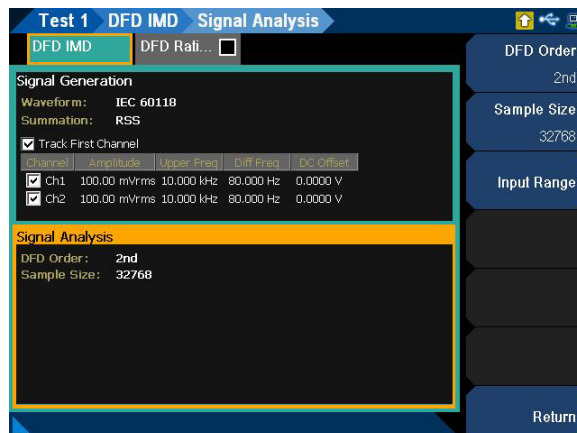 Test 1 DFD IMD Signal Analysis
DFD IMD DFD Rati...
DFD Order
2nd
Signal Generation
Waveform: IEC 60118
Summation: RSS
Sample Size
32768
Track First Channel
Channel Amplitude Upper Freq Diff Freq DC Offset
Ch1 100.00 mVrms 10.000 kHz 80.000 Hz 0.0000 V
Ch2 100.00 mVrms 10.000 kHz 80.000 Hz 0.0000 V
Input Range
Signal Analysis
DFD Order: 2nd
Sample Size: 32768
Return